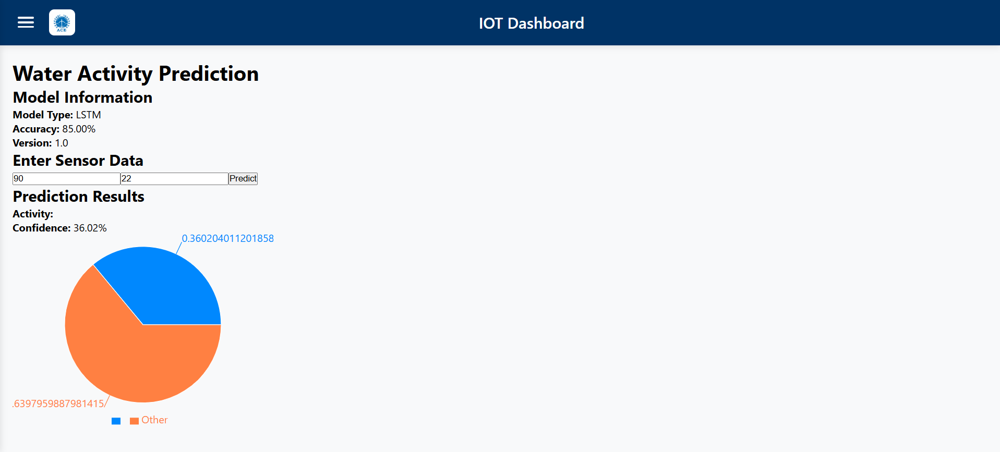 ACE
IOT Dashboard
Water Activity Prediction
Model Information
Model Type: LSTM
Accuracy: 85.00%
Version: 1.0
Enter Sensor Data
90 22 Predict
Prediction Results
Activity:
Confidence: 36.02%
0.360204011201858
.6397959887981415
Other